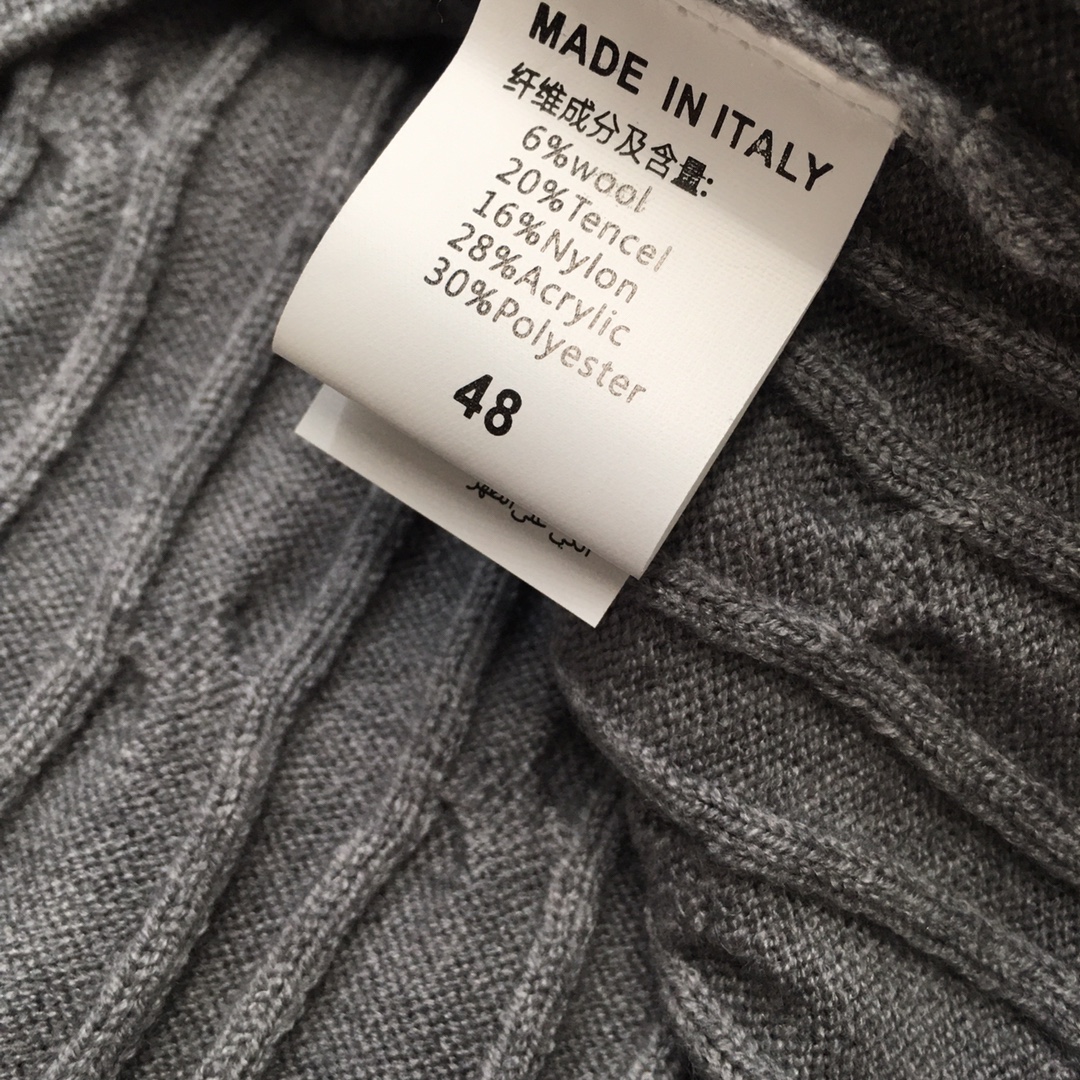 MADE IN ITALY
纤维成分及含量:
6%wool
20%Tencel
16%Nylon
28%Acrylic
30%Polyester
48